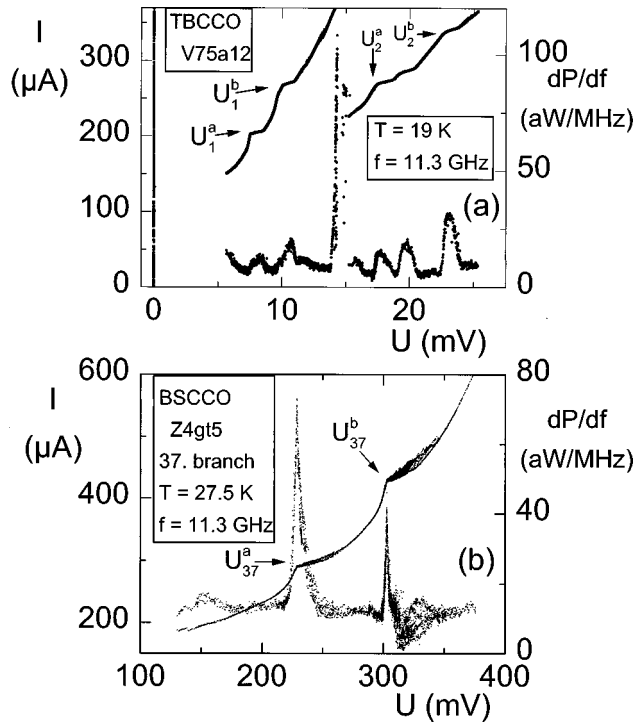 I
(µA)
TBCCO
V75a12
U₁ᵃ
U₁ᵇ
U₂ᵃ
U₂ᵇ
T = 19 K
f = 11.3 GHz
(a)
dP/df
(aW/MHz)
300
200
100
0
100
50
0
0
10
20
U (mV)
I
(µA)
BSCCO
Z4gt5
37. branch
T = 27.5 K
f = 11.3 GHz
U₃₇ᵃ
U₃₇ᵇ
(b)
dP/df
(aW/MHz)
600
500
400
300
200
80
40
0
100
200
300
400
U (mV)